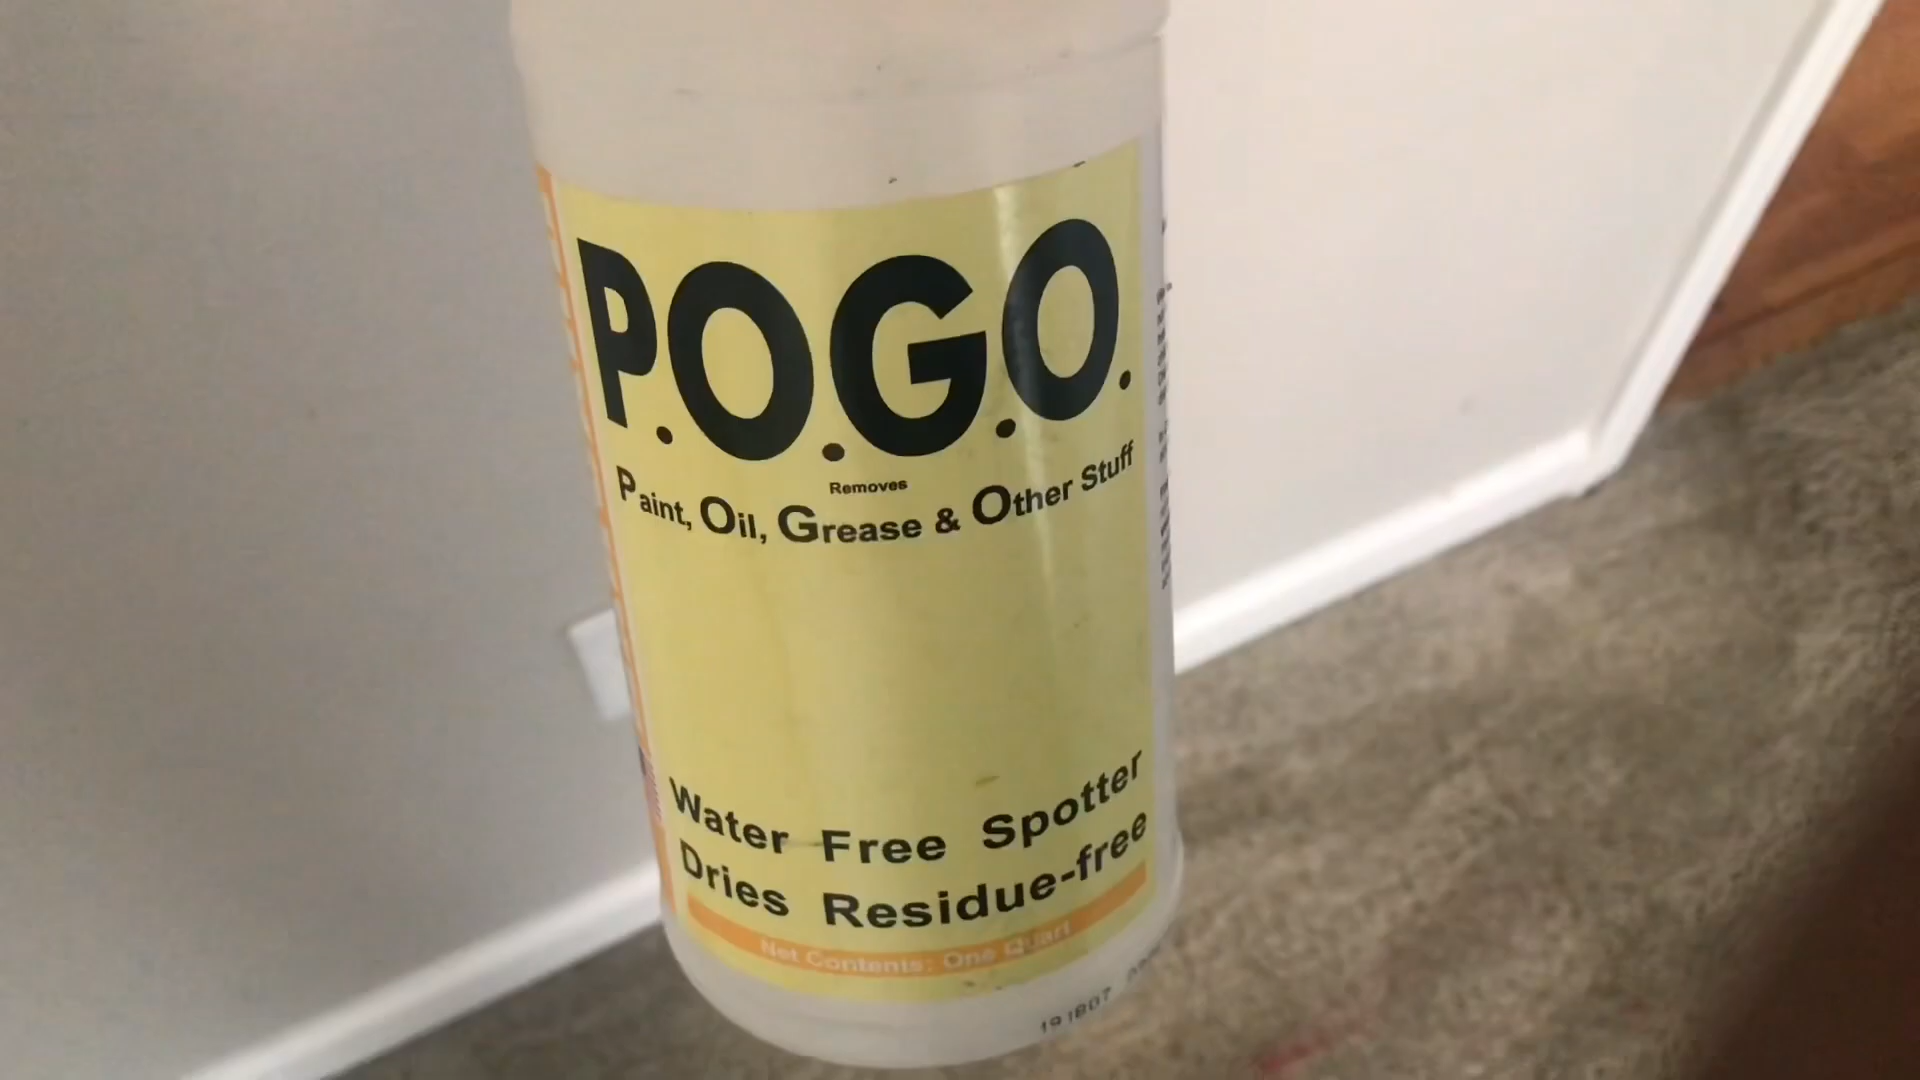 P.O.G.O.
Removes
Paint, Oil, Grease & Other Stuff
Water Free Spotter
Dries Residue-free
Net Contents: One Quart